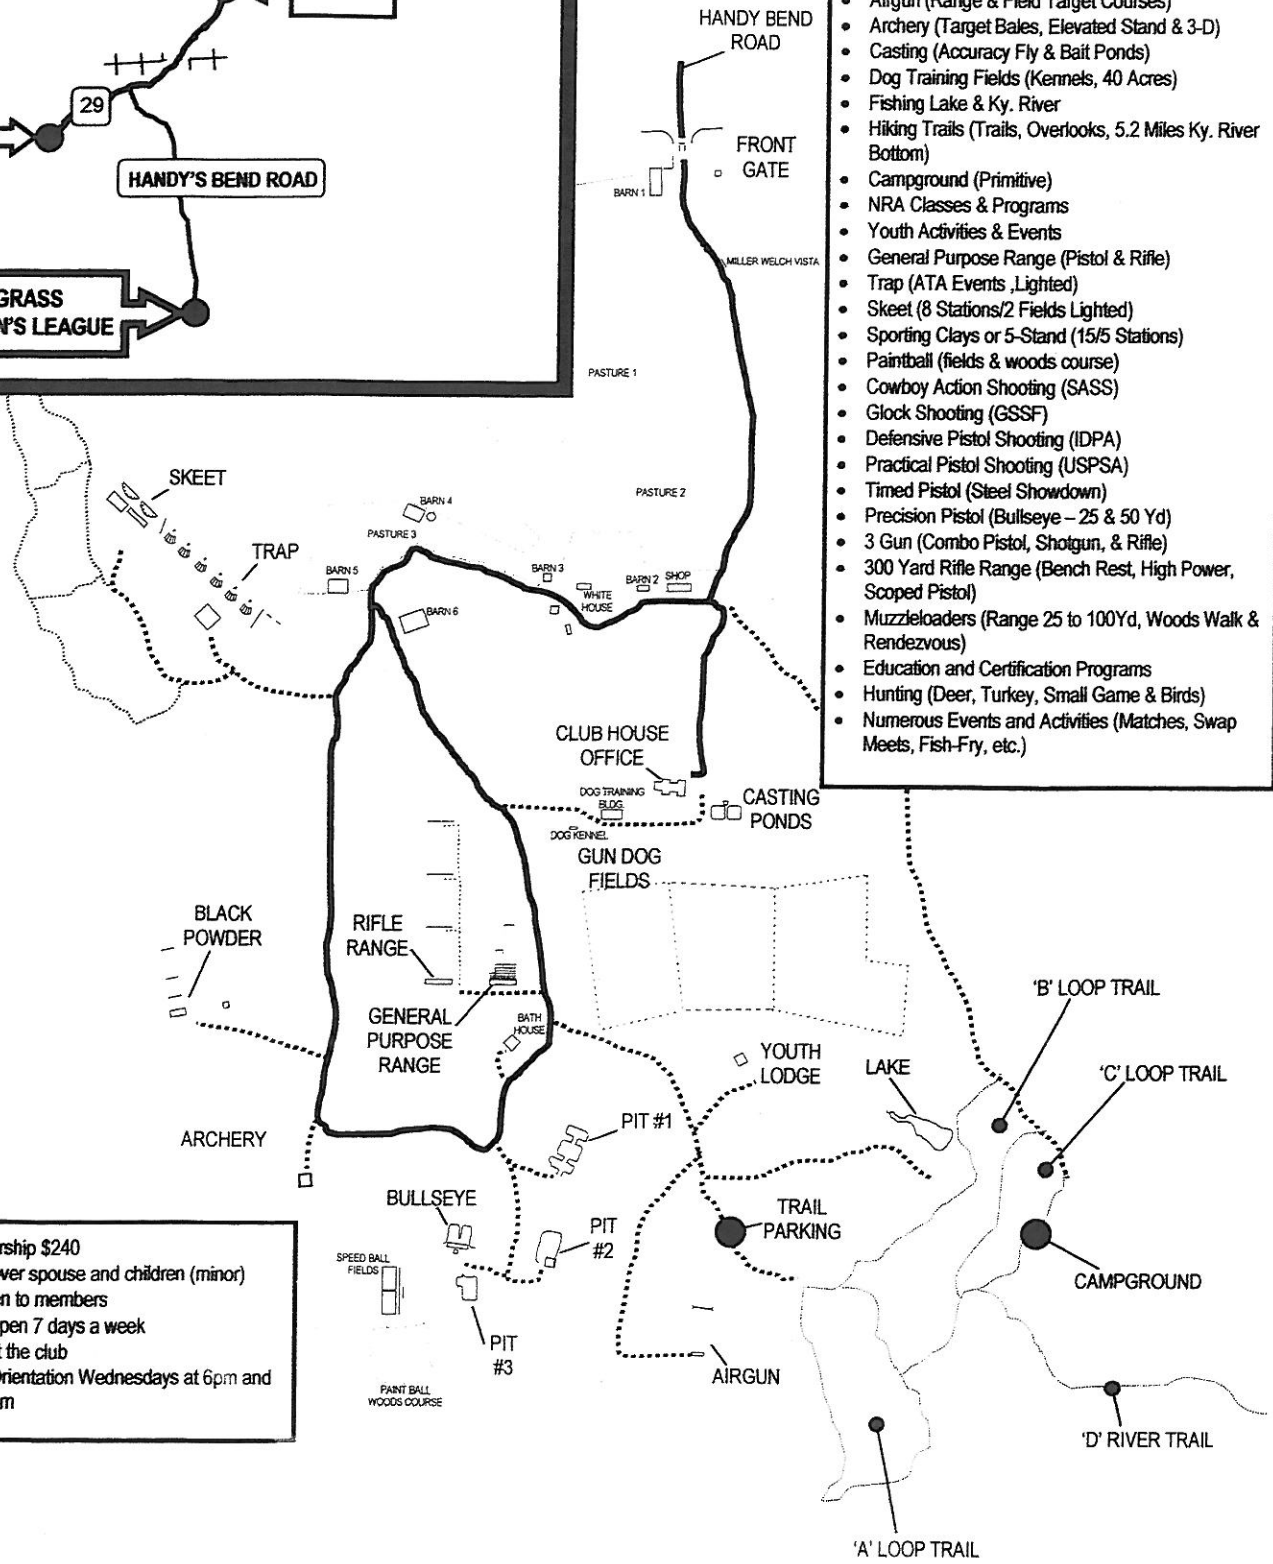 29
HANDY'S BEND ROAD
GRASS
N'S LEAGUE
HANDY BEND
ROAD
FRONT
GATE
BARN 1
MILLER WELCH VISTA
PASTURE 1
PASTURE 2
SKEET
TRAP
BARN 4
PASTURE 3
BARN 5
BARN 6
BARN 3
WHITE
HOUSE
BARN 2
SHOP
• Airgun (Range & Field Target Courses)
• Archery (Target Bales, Elevated Stand & 3-D)
• Casting (Accuracy Fly & Bait Ponds)
• Dog Training Fields (Kennels, 40 Acres)
• Fishing Lake & Ky. River
• Hiking Trails (Trails, Overlooks, 5.2 Miles Ky. River
Bottom)
• Campground (Primitive)
• NRA Classes & Programs
• Youth Activities & Events
• General Purpose Range (Pistol & Rifle)
• Trap (ATA Events ,Lighted)
• Skeet (8 Stations/2 Fields Lighted)
• Sporting Clays or 5-Stand (15/5 Stations)
• Paintball (fields & woods course)
• Cowboy Action Shooting (SASS)
• Glock Shooting (GSSF)
• Defensive Pistol Shooting (IDPA)
• Practical Pistol Shooting (USPSA)
• Timed Pistol (Steel Showdown)
• Precision Pistol (Bullseye – 25 & 50 Yd)
• 3 Gun (Combo Pistol, Shotgun, & Rifle)
• 300 Yard Rifle Range (Bench Rest, High Power,
Scoped Pistol)
• Muzzleloaders (Range 25 to 100Yd, Woods Walk &
Rendezvous)
• Education and Certification Programs
• Hunting (Deer, Turkey, Small Game & Birds)
• Numerous Events and Activities (Matches, Swap
Meets, Fish-Fry, etc.)
CLUB HOUSE
OFFICE
DOG TRAINING
BLDG.
DOG KENNEL
CASTING
PONDS
GUN DOG
FIELDS
BLACK
POWDER
RIFLE
RANGE
GENERAL
PURPOSE
RANGE
BATH
HOUSE
YOUTH
LODGE
LAKE
'B' LOOP TRAIL
'C' LOOP TRAIL
ARCHERY
PIT #1
BULLSEYE
PIT
#2
TRAIL
PARKING
SPEED BALL
FIELDS
CAMPGROUND
PIT
#3
AIRGUN
PAINT BALL
WOODS COURSE
'D' RIVER TRAIL
'A' LOOP TRAIL
rship $240
ver spouse and children (minor)
en to members
pen 7 days a week
t the club
Orientation Wednesdays at 6pm and
m